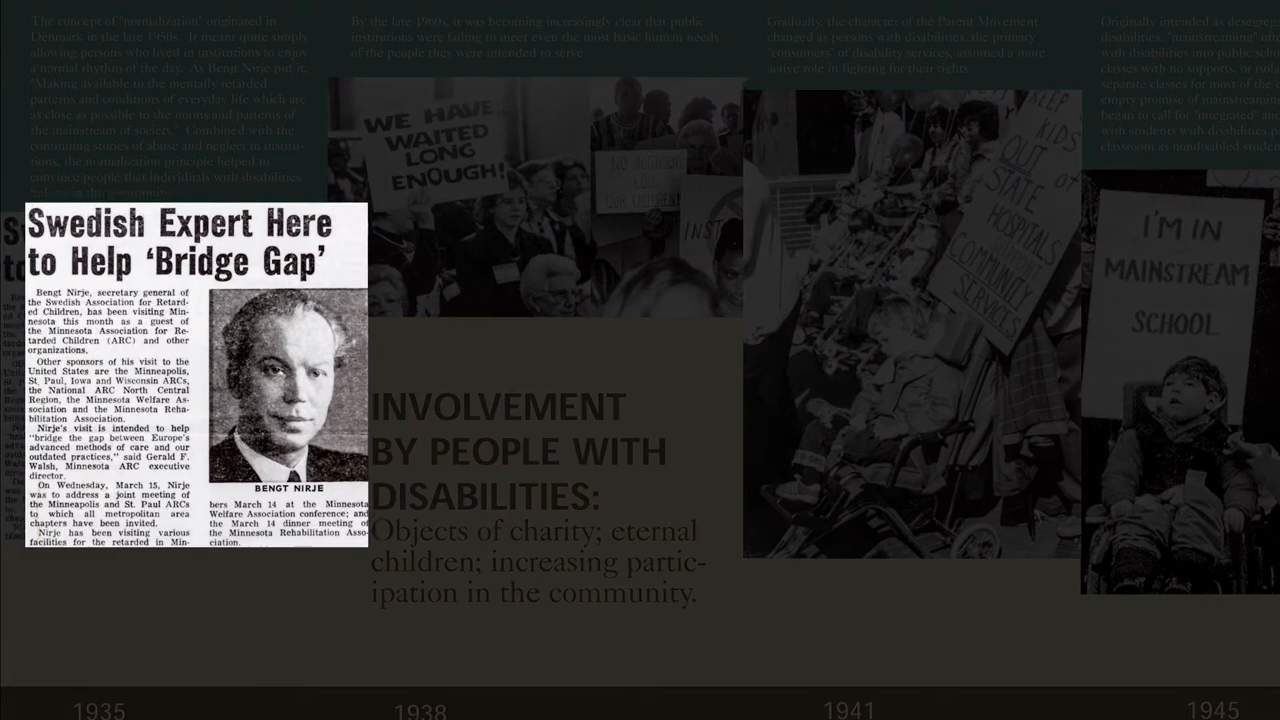 The concept of "normalization" originated in
Denmark in the late 1950s. It meant quite simply
allowing persons who lived in institutions to enjoy
a normal rhythm of the day. As Benji Nirje put it,
"Making available to the mentally retarded
patterns and conditions of everyday life which are
as close as possible to the norms and patterns of
the mainstream of society." Combined with the
continuing stories of abuse and neglect in institu-
tions, the normalization principle helped to
convince people that individuals with disabilities
By the late 1960s, it was becoming increasingly clear that public
institutions were failing to meet even the most basic human needs
of the people they were intended to serve.
Gradually, the character of the Parent Movement
changed as persons with disabilities, the primary
"consumers" of disability services, assumed a more
active role in fighting for their rights.
Originally intended as desegreg
disabilities, "mainstreaming" ofte
with disabilities into public scho
classes with no supports, or
separate classes for most of the
empty promise of mainstreamin
began to call for "integrated" and
with students with disabilities p
classroom as nondisabled studen
WE HAVE
WAITED
LONG
ENOUGH!
NO
FOR
OUR CHILDREN
INST
KEEP
KIDS
OUT OF
STATE
HOSPITALS
COMMUNITY
SERVICES
I'M IN
MAINSTREAM
SCHOOL
Swedish Expert Here
to Help 'Bridge Gap'
Bengt Nirje, secretary general of
the Swedish Association for Retard-
ed Children, has been visiting Min-
nesota this month as a guest of
the Minnesota Association for Re-
tarded Children (ARC) and other
organizations.
Other sponsors of his visit to the
United States are the Minneapolis,
St. Paul, Iowa and Wisconsin ARCs,
the National ARC North Central
Region, the Minnesota Welfare As-
sociation and the Minnesota Reha-
bilitation Association.
Nirje's visit is intended to help
"bridge the gap between Europe's
advanced methods of care and our
outdated practices," said Gerald F.
Walsh, Minnesota ARC executive
director.
On Wednesday, March 15, Nirje
was to address a joint meeting of
the Minneapolis and St. Paul ARCs
to which all metropolitan area
chapters have been invited.
Nirje has been visiting various
facilities for the retarded in Min-
BENGT NIRJE
bers March 14 at the Minnesota
Welfare Association conference; and
the March 14 dinner meeting of
the Minnesota Rehabilitation Asso-
ciation.
INVOLVEMENT
BY PEOPLE WITH
DISABILITIES:
Objects of charity; eternal
children; increasing partic-
ipation in the community.
1935
1938
1941
1945